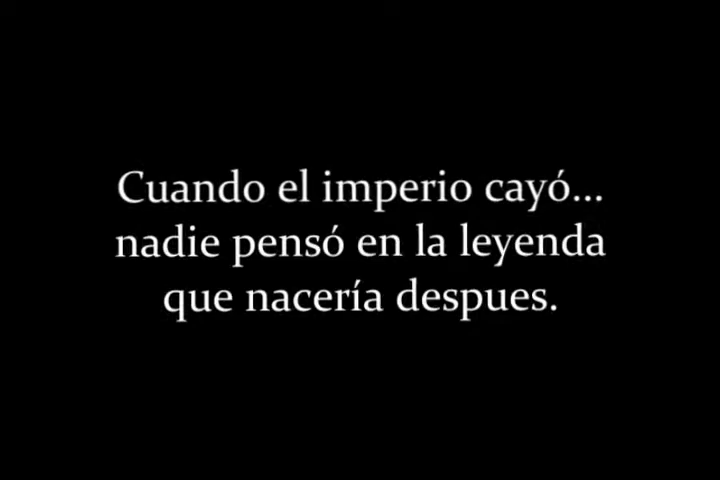 Cuando el imperio cayó...
nadie pensó en la leyenda
que nacería despues.